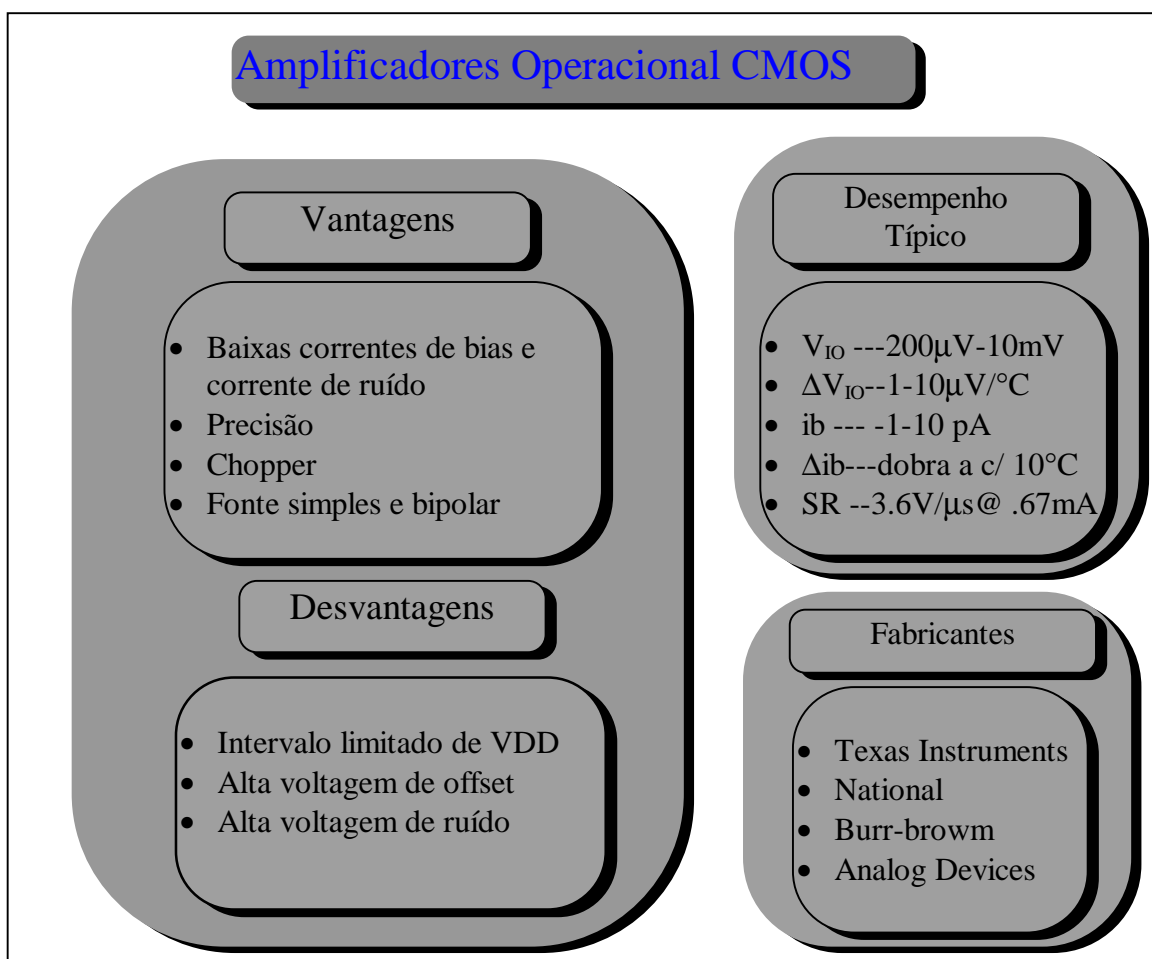 Amplificadores Operacional CMOS
Vantagens
• Baixas correntes de bias e
corrente de ruído
• Precisão
• Chopper
• Fonte simples e bipolar
Desvantagens
• Intervalo limitado de VDD
• Alta voltagem de offset
• Alta voltagem de ruído
Desempenho
Típico
• VIO ---200μV-10mV
• ΔVIO--1-10μV/°C
• ib --- -1-10 pA
• Δib---dobra a c/ 10°C
• SR --3.6V/μs@ .67mA
Fabricantes
• Texas Instruments
• National
• Burr-browm
• Analog Devices